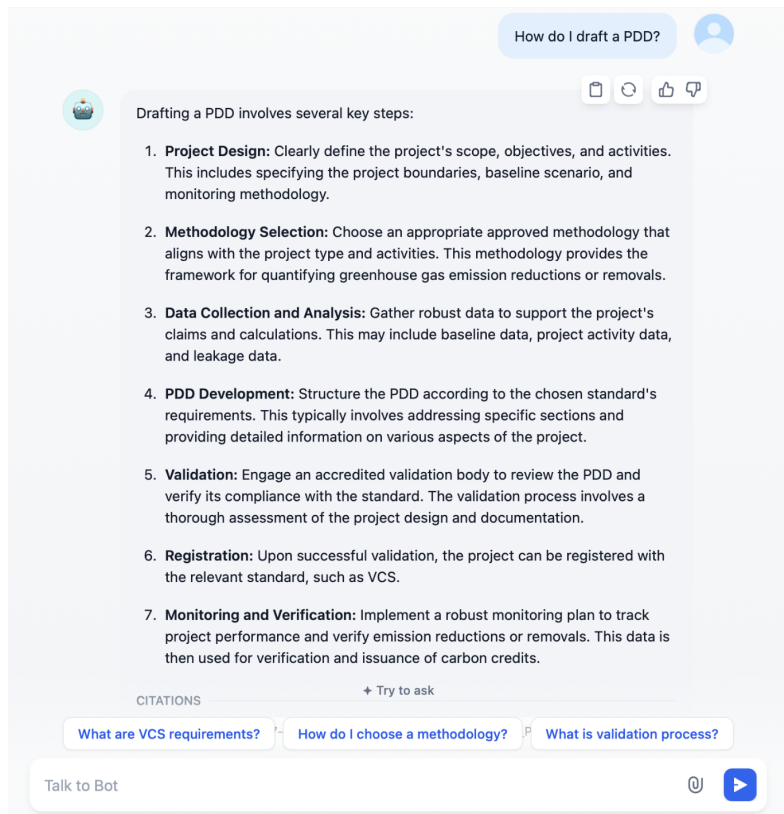 How do I draft a PDD?
Drafting a PDD involves several key steps:
1. Project Design: Clearly define the project's scope, objectives, and activities.
This includes specifying the project boundaries, baseline scenario, and
monitoring methodology.
2. Methodology Selection: Choose an appropriate approved methodology that
aligns with the project type and activities. This methodology provides the
framework for quantifying greenhouse gas emission reductions or removals.
3. Data Collection and Analysis: Gather robust data to support the project's
claims and calculations. This may include baseline data, project activity data,
and leakage data.
4. PDD Development: Structure the PDD according to the chosen standard's
requirements. This typically involves addressing specific sections and
providing detailed information on various aspects of the project.
5. Validation: Engage an accredited validation body to review the PDD and
verify its compliance with the standard. The validation process involves a
thorough assessment of the project design and documentation.
6. Registration: Upon successful validation, the project can be registered with
the relevant standard, such as VCS.
7. Monitoring and Verification: Implement a robust monitoring plan to track
project performance and verify emission reductions or removals. This data is
then used for verification and issuance of carbon credits.
Try to ask
CITATIONS
What are VCS requirements? How do I choose a methodology? What is validation process?
Talk to Bot